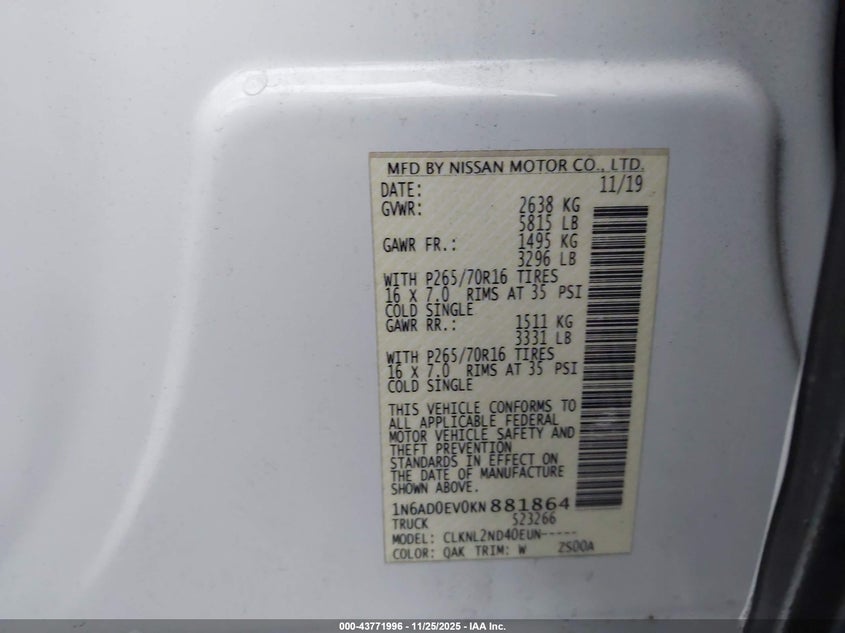 MFD BY NISSAN MOTOR CO., LTD.
DATE: 11/19
GVWR: 2638 KG
5815 LB
GAWR FR.: 1495 KG
3296 LB
WITH P265/70R16 TIRES
16 X 7.0 RIMS AT 35 PSI
COLD SINGLE
GAWR RR.: 1511 KG
3331 LB
WITH P265/70R16 TIRES
16 X 7.0 RIMS AT 35 PSI
COLD SINGLE
THIS VEHICLE CONFORMS TO
ALL APPLICABLE FEDERAL
MOTOR VEHICLE SAFETY AND
THEFT PREVENTION
STANDARDS IN EFFECT ON
THE DATE OF MANUFACTURE
SHOWN ABOVE.
1N6AD0EV0KN881864
TRUCK 523266
MODEL: CLKNL2ND40EUN-----
COLOR: QAK TRIM: W 2S00A
000-43771996 - 11/25/2025 - IAA Inc.